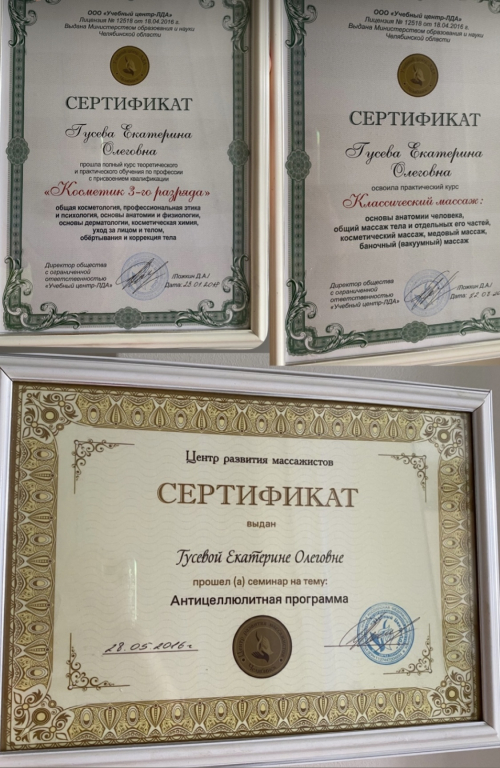 ООО «Учебный центр-ЛДА»
Лицензия № 12516 от 18.04.2016 г.
Выдана Министерством образования и науки
Челябинской области
СЕРТИФИКАТ
Гусева Екатерина
Олеговна
прошла полный курс теоретического
и практического обучения по профессии
с присвоением квалификации
«Косметик 3-го разряда»
общая косметология, профессиональная этика
и психология, основы анатомии и физиологии,
основы дерматологии, косметическая химия,
уход за лицом и телом,
обёртывания и коррекция тела
Директор общества
с ограниченной
ответственностью
«Учебный центр-ЛДА»
/Пожкин Д.А./
Дата:
ООО «Учебный центр-ЛДА»
Лицензия № 12516 от 18.04.2016 г.
Выдана Министерством образования и науки
Челябинской области
СЕРТИФИКАТ
Гусева Екатерина
Олеговна
освоила практический курс
Классический массаж:
основы анатомии человека,
общий массаж тела и отдельных его частей,
косметический массаж, медовый массаж,
баночный (вакуумный) массаж
Директор общества
с ограниченной
ответственностью
«Учебный центр-ЛДА»
/Пожкин Д.А./
Дата:
Центр развития массажистов
СЕРТИФИКАТ
выдан
Гусевой Екатерине Олеговне
прошел (а) семинар на тему:
Антицеллюлитная программа
28.05.2016 г